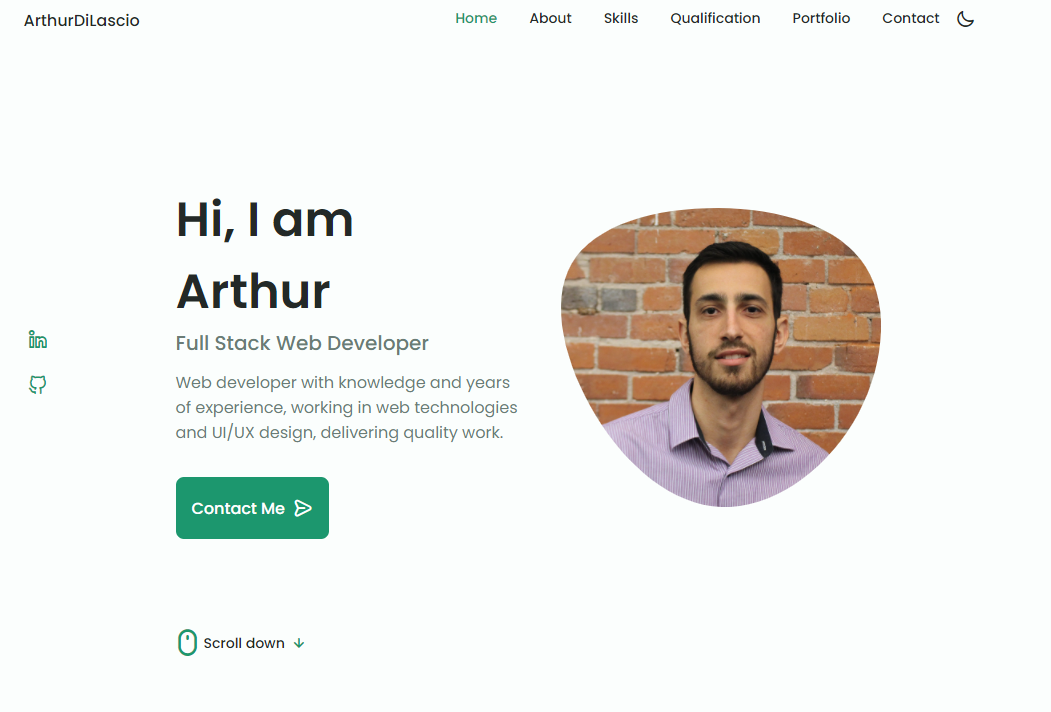 ArthurDiLascio
Home About Skills Qualification Portfolio Contact
Hi, I am
Arthur
Full Stack Web Developer
Web developer with knowledge and years
of experience, working in web technologies
and UI/UX design, delivering quality work.
in
Contact Me
Scroll down